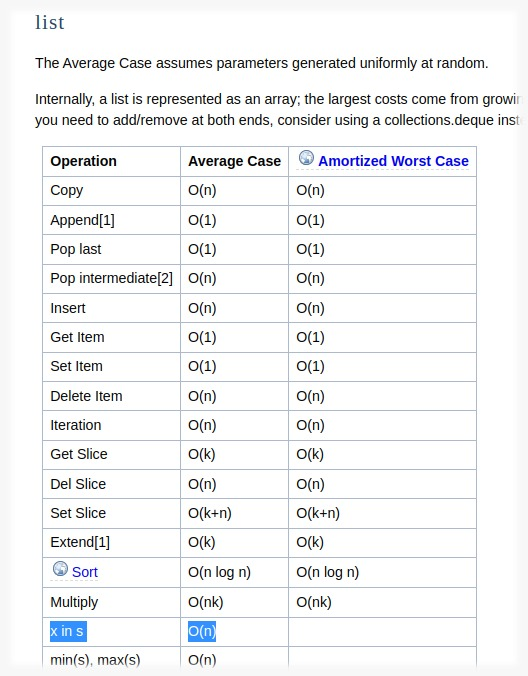 list
The Average Case assumes parameters generated uniformly at random.
Internally, a list is represented as an array; the largest costs come from growin
you need to add/remove at both ends, consider using a collections.deque inst
Operation Average Case Amortized Worst Case
Copy O(n) O(n)
Append[1] O(1) O(1)
Pop last O(1) O(1)
Pop intermediate[2] O(n) O(n)
Insert O(n) O(n)
Get Item O(1) O(1)
Set Item O(1) O(1)
Delete Item O(n) O(n)
Iteration O(n) O(n)
Get Slice O(k) O(k)
Del Slice O(n) O(n)
Set Slice O(k+n) O(k+n)
Extend[1] O(k) O(k)
Sort O(n log n) O(n log n)
Multiply O(nk) O(nk)
x in s O(n)
min(s), max(s) O(n)